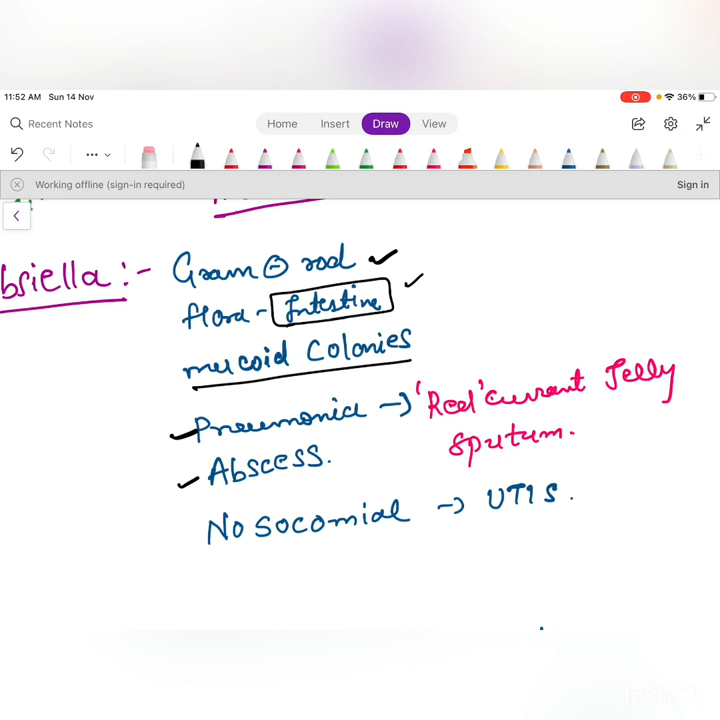 11:52 AM Sun 14 Nov 36%
Recent Notes Home Insert Draw View
Working offline (sign-in required) Sign in
bsiella :-
Gram ⊖ rod
flora - Intestine
mucoid Colonies
Pneumonia → 'Red' Currant Jelly
Sputum.
Abscess.
Nosocomial → UTIs.